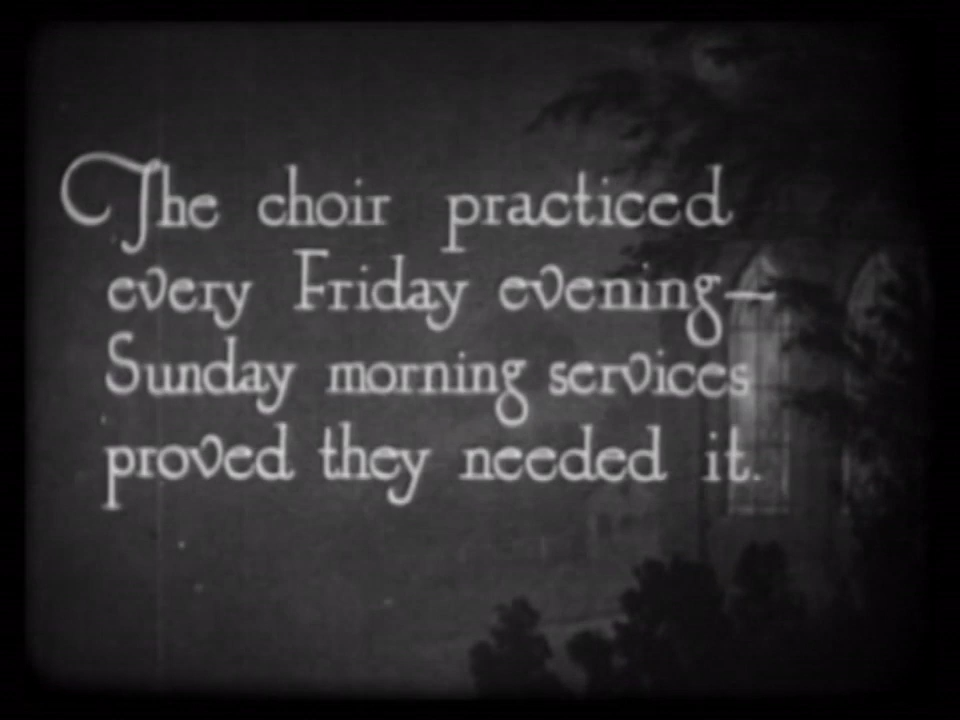 The choir practiced
every Friday evening—
Sunday morning services
proved they needed it.